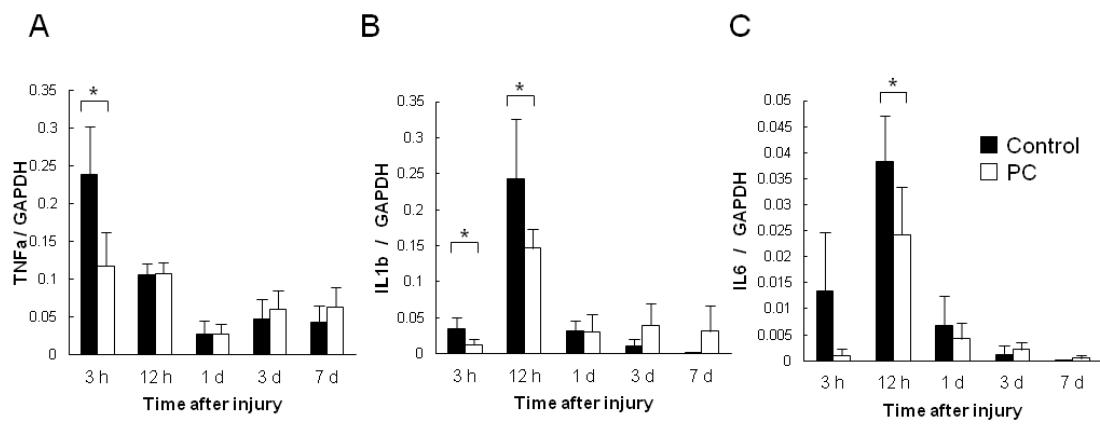 A
TNFa / GAPDH
0.35
0.3
0.25
0.2
0.15
0.1
0.05
0
*
3 h 12 h 1 d 3 d 7 d
Time after injury
B
IL1b / GAPDH
0.35
0.3
0.25
0.2
0.15
0.1
0.05
0
*
*
3 h 12 h 1 d 3 d 7 d
Time after injury
C
IL6 / GAPDH
0.05
0.045
0.04
0.035
0.03
0.025
0.02
0.015
0.01
0.005
0
*
3 h 12 h 1 d 3 d 7 d
Time after injury
Control
PC